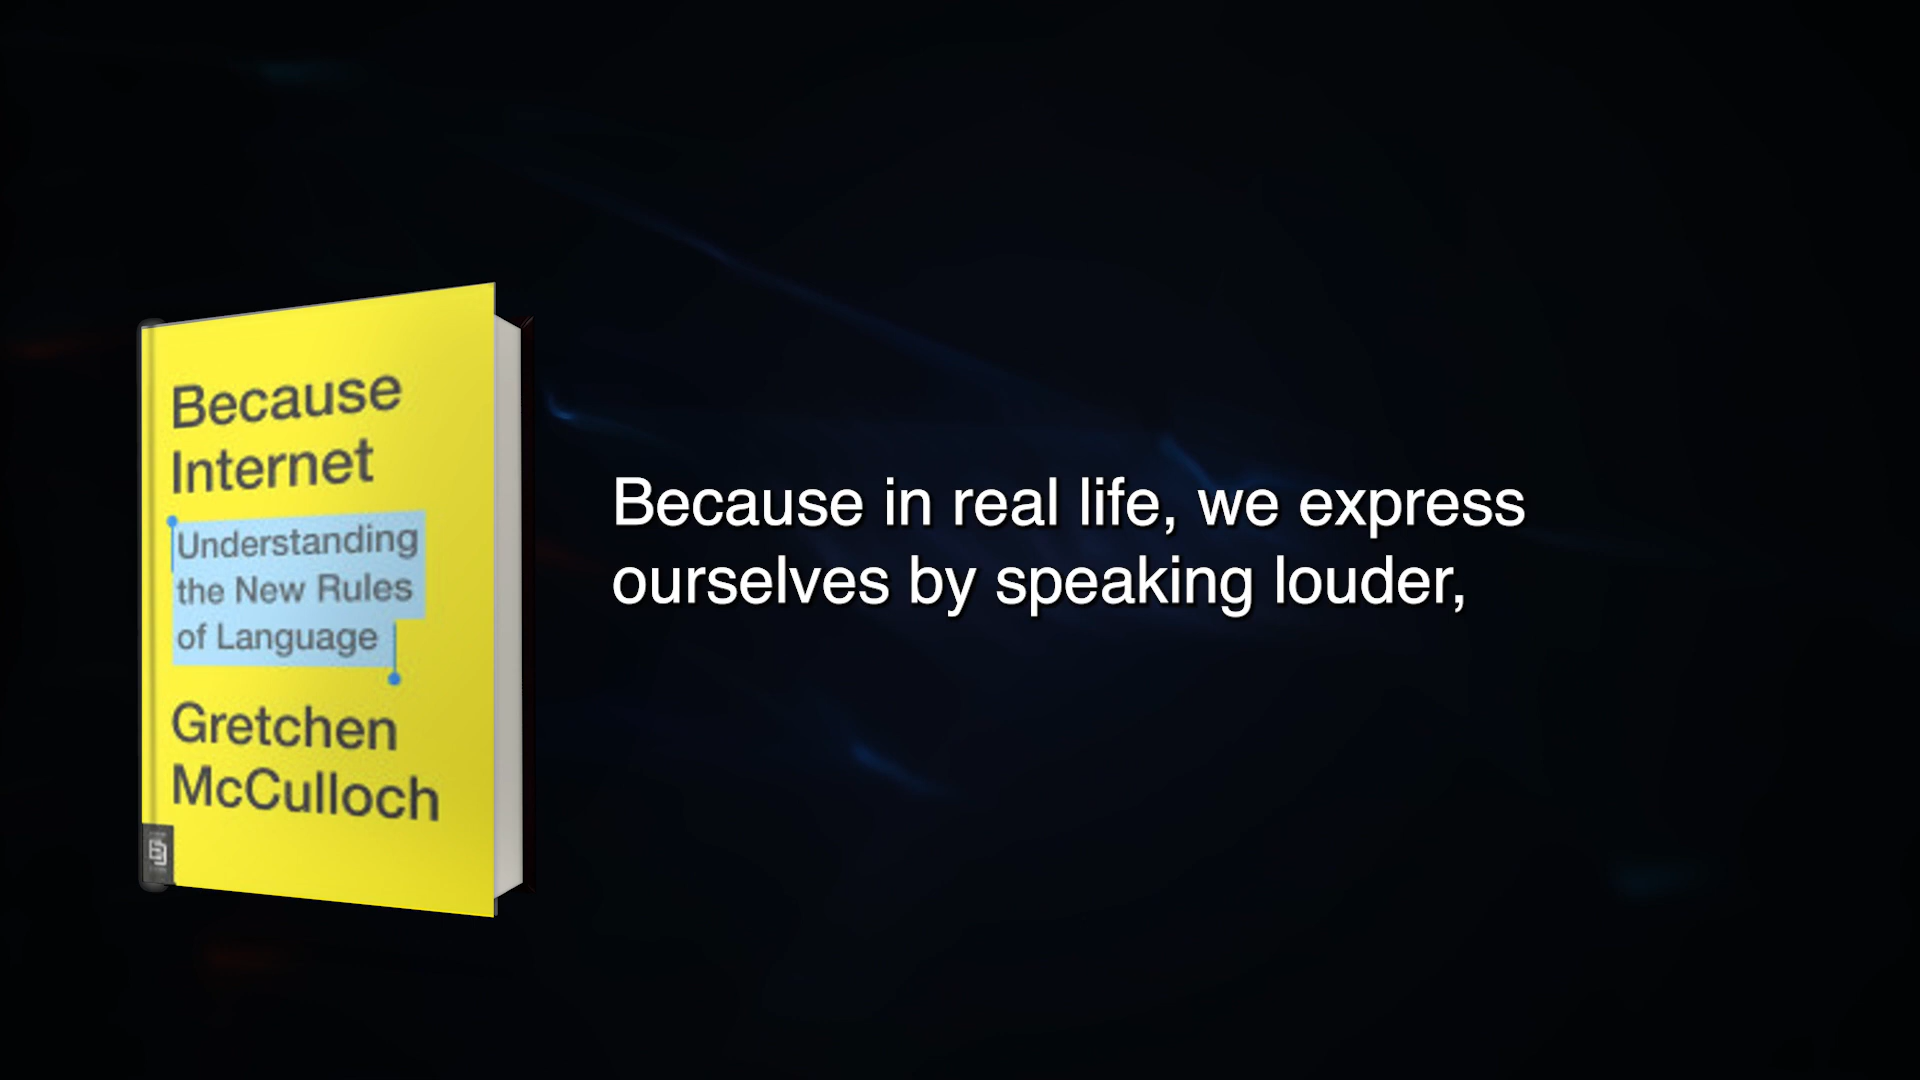 Because
Internet
Understanding
the New Rules
of Language
Gretchen
McCulloch
Because in real life, we express
ourselves by speaking louder,